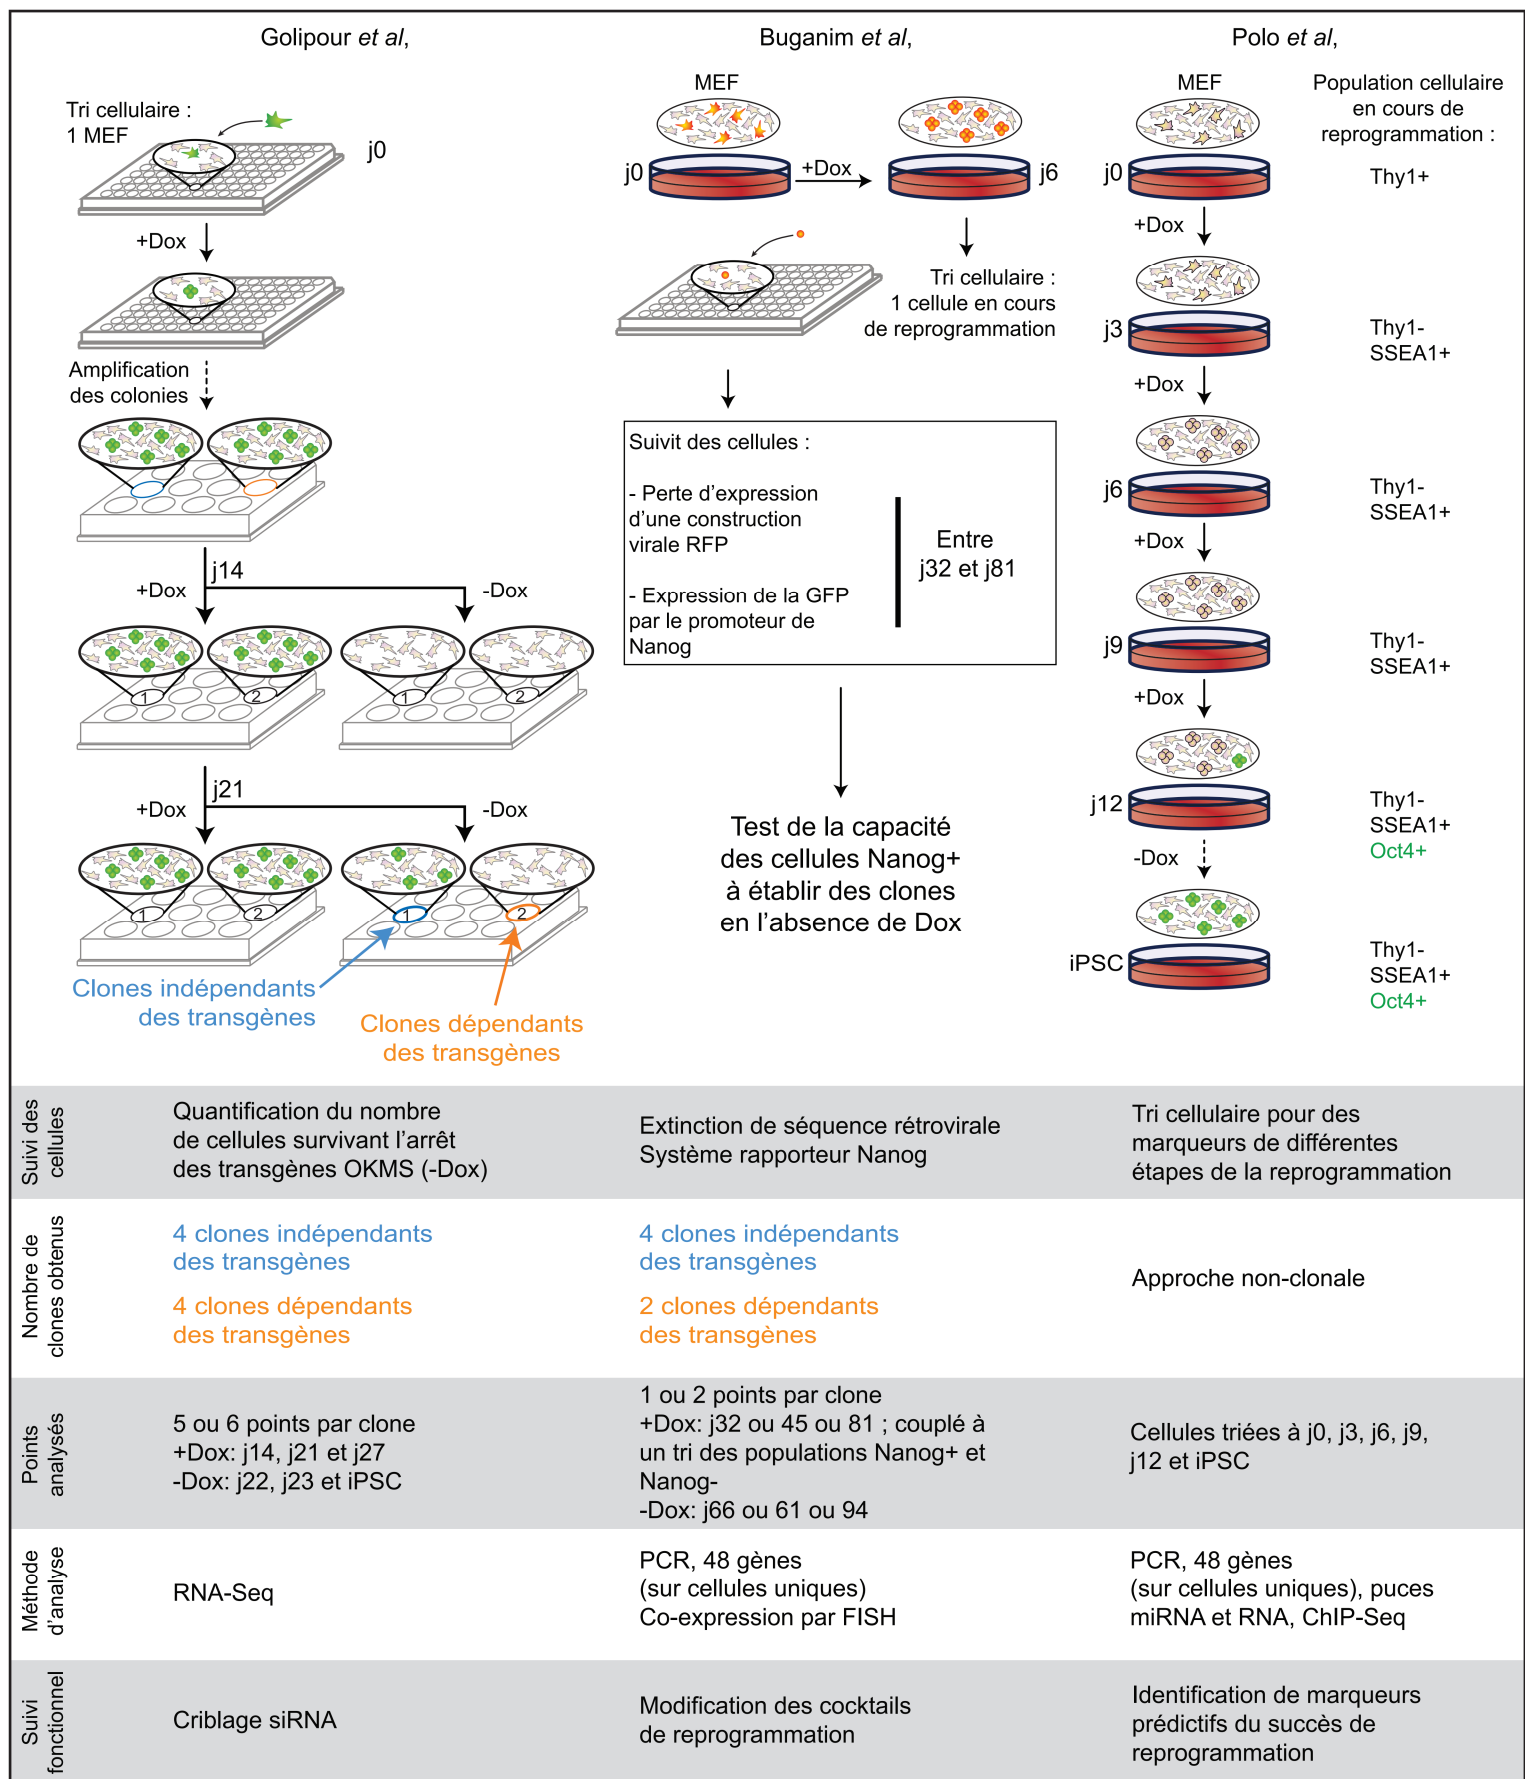 Golipour et al,
Tri cellulaire :
1 MEF
j0
+Dox
Amplification
des colonies
j14
+Dox
-Dox
1
2
1
2
j21
+Dox
-Dox
1
2
1
2
Clones indépendants
des transgènes
Clones dépendants
des transgènes
Buganim et al,
MEF
j0
+Dox
j6
Tri cellulaire :
1 cellule en cours
de reprogrammation
Suivit des cellules :
- Perte d'expression
d'une construction
virale RFP
- Expression de la GFP
par le promoteur de
Nanog
Entre
j32 et j81
Test de la capacité
des cellules Nanog+
à établir des clones
en l'absence de Dox
Polo et al,
MEF
Population cellulaire
en cours de
reprogrammation :
j0
Thy1+
+Dox
j3
Thy1-
SSEA1+
+Dox
j6
Thy1-
SSEA1+
+Dox
j9
Thy1-
SSEA1+
+Dox
j12
Thy1-
SSEA1+
Oct4+
-Dox
iPSC
Thy1-
SSEA1+
Oct4+
Suivi des
cellules
Quantification du nombre
de cellules survivant l'arrêt
des transgènes OKMS (-Dox)
Extinction de séquence rétrovirale
Système rapporteur Nanog
Tri cellulaire pour des
marqueurs de différentes
étapes de la reprogrammation
Nombre de
clones obtenus
4 clones indépendants
des transgènes
4 clones dépendants
des transgènes
4 clones indépendants
des transgènes
2 clones dépendants
des transgènes
Approche non-clonale
Points
analysés
5 ou 6 points par clone
+Dox: j14, j21 et j27
-Dox: j22, j23 et iPSC
1 ou 2 points par clone
+Dox: j32 ou 45 ou 81 ; couplé à
un tri des populations Nanog+ et
Nanog-
-Dox: j66 ou 61 ou 94
Cellules triées à j0, j3, j6, j9,
j12 et iPSC
Méthode
d'analyse
RNA-Seq
PCR, 48 gènes
(sur cellules uniques)
Co-expression par FISH
PCR, 48 gènes
(sur cellules uniques), puces
miRNA et RNA, ChIP-Seq
Suivi
fonctionnel
Criblage siRNA
Modification des cocktails
de reprogrammation
Identification de marqueurs
prédictifs du succès de
reprogrammation